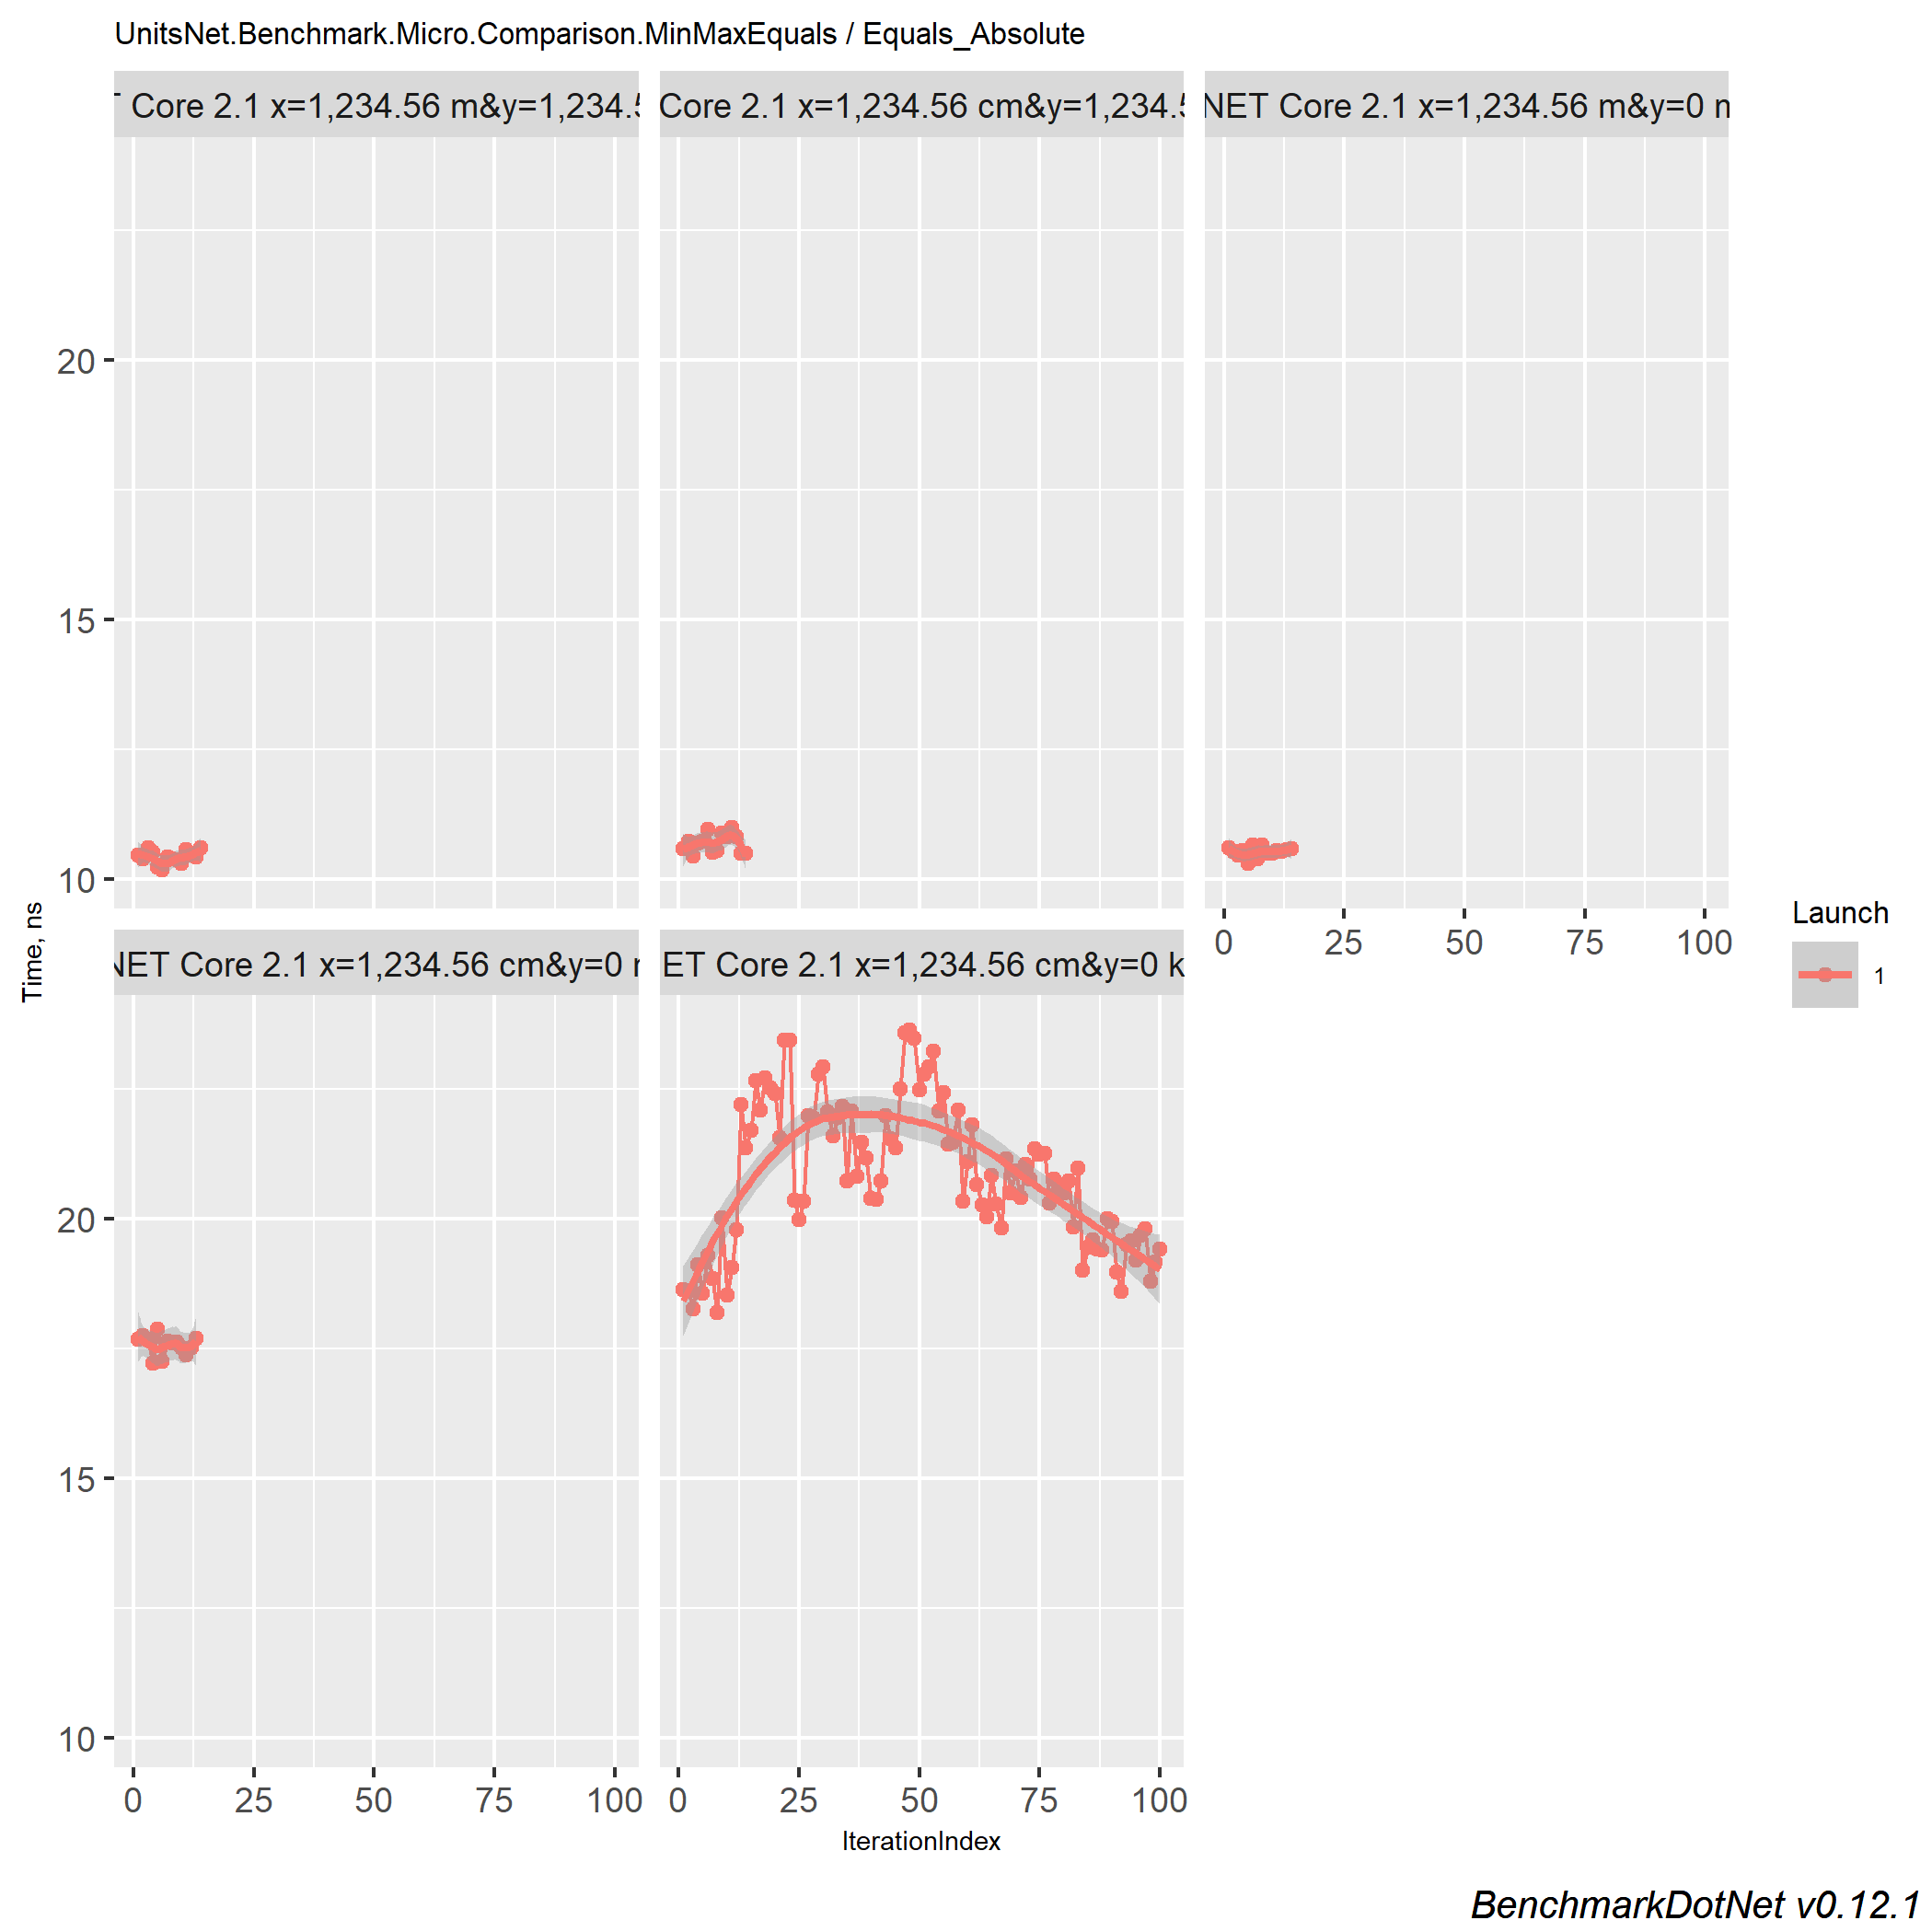 UnitsNet.Benchmark.Micro.Comparison.MinMaxEquals / Equals_Absolute
Core 2.1 x=1,234.56 m&y=1,234.5
Core 2.1 x=1,234.56 cm&y=1,234.5
NET Core 2.1 x=1,234.56 m&y=0
20
15
10
0 25 50 75 100
Time, ns
Launch
1
NET Core 2.1 x=1,234.56 cm&y=0
ET Core 2.1 x=1,234.56 cm&y=0 k
20
15
10
0 25 50 75 100
0 25 50 75 100
IterationIndex
BenchmarkDotNet v0.12.1